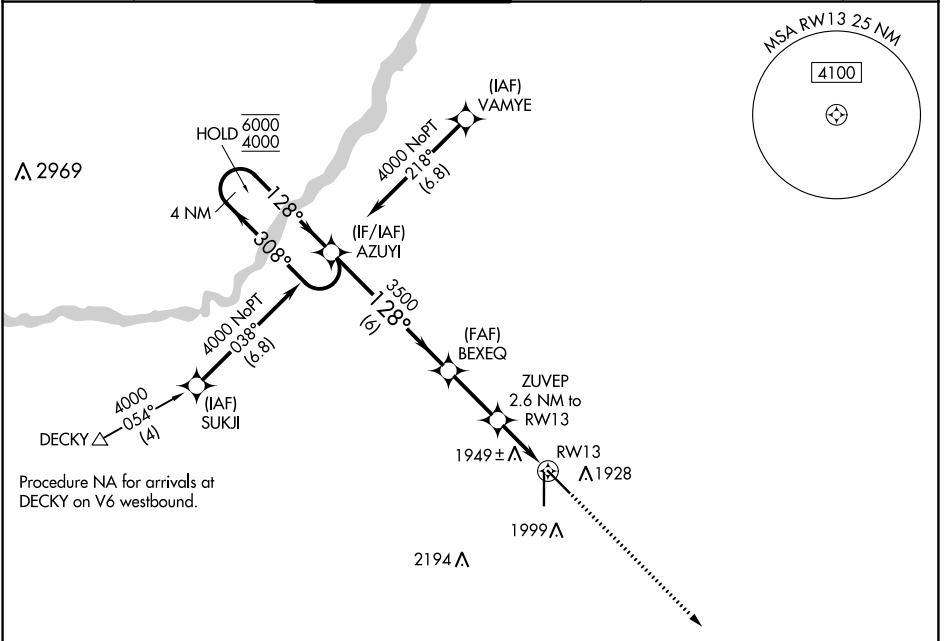 MSA RW13 25 NM
4100
(IAF)
VAMYE
HOLD 6000
4000
4000 NoPT
218°
(6.8)
2969
4 NM
128°
308°
(IF/IAF)
AZUYI
3500
128°
(6)
4000 NoPT
038°
(6.8)
(FAF)
BEXEQ
(IAF)
SUKJI
4000
054°
(4)
DECKY
ZUVEP
2.6 NM to
RW13
1949 ±
RW13
1928
Procedure NA for arrivals at
DECKY on V6 westbound.
1999
2194